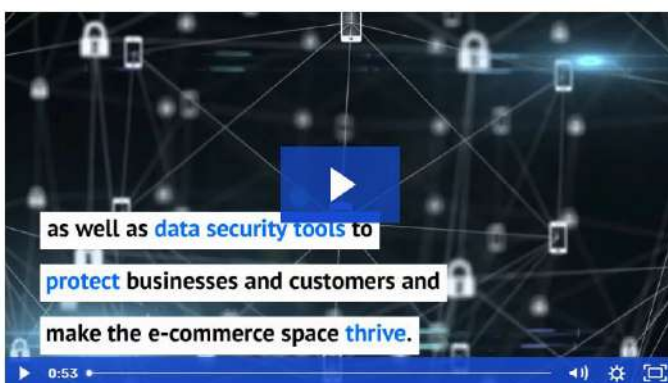 as well as data security tools to
protect businesses and customers and
make the e-commerce space thrive.
0:53